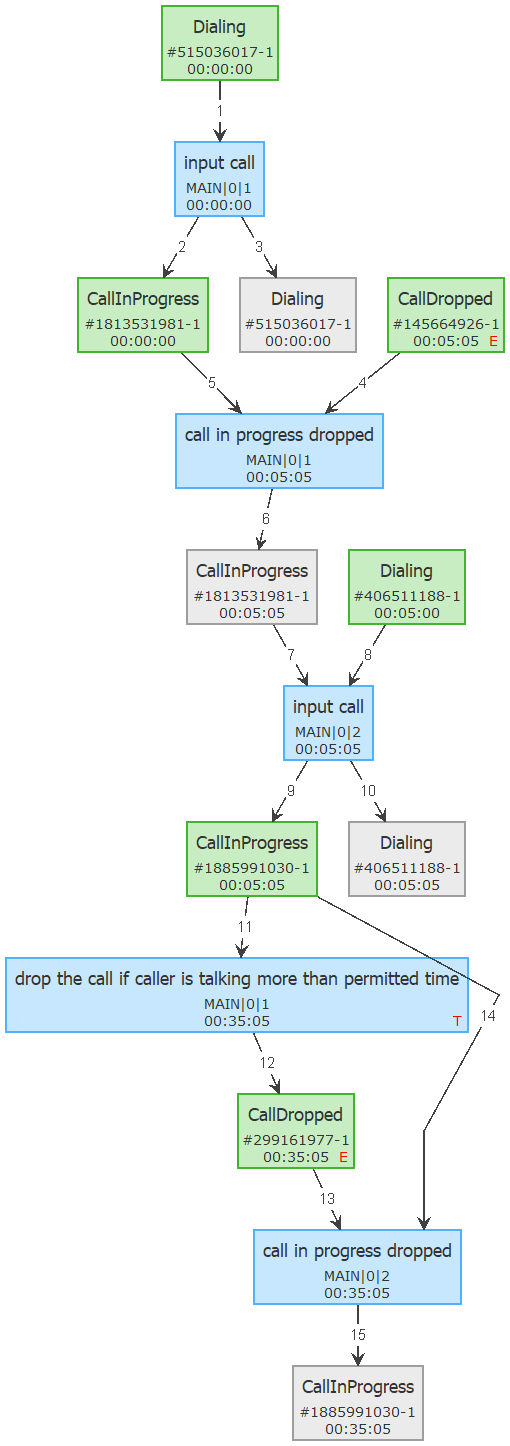 Dialing
#515036017-1
00:00:00
1
input call
MAIN|0|1
00:00:00
2
3
CallInProgress
#1813531981-1
00:00:00
Dialing
#515036017-1
00:00:00
CallDropped
#145664926-1
00:05:05 E
5
4
call in progress dropped
MAIN|0|1
00:05:05
6
CallInProgress
#1813531981-1
00:05:05
Dialing
#406511188-1
00:05:00
7
8
input call
MAIN|0|2
00:05:05
9
10
CallInProgress
#1885991030-1
00:05:05
Dialing
#406511188-1
00:05:05
11
drop the call if caller is talking more than permitted time
MAIN|0|1
00:35:05 T
14
12
CallDropped
#299161977-1
00:35:05 E
13
call in progress dropped
MAIN|0|2
00:35:05
15
CallInProgress
#1885991030-1
00:35:05